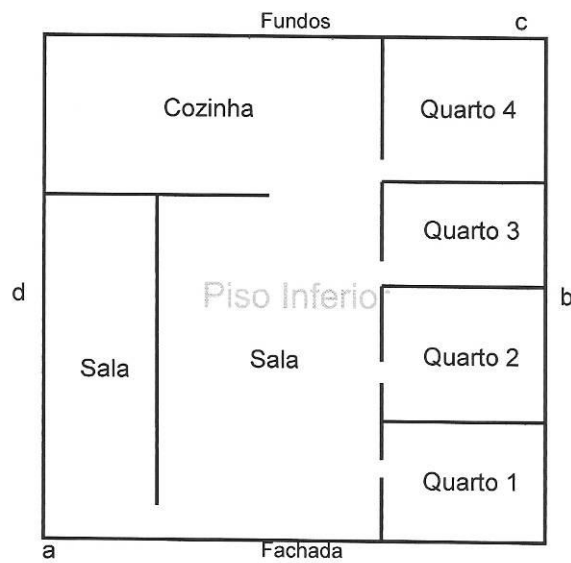 Fundos
c
Cozinha
Quarto 4
Quarto 3
d
Piso Inferior
b
Sala
Sala
Quarto 2
Quarto 1
a
Fachada